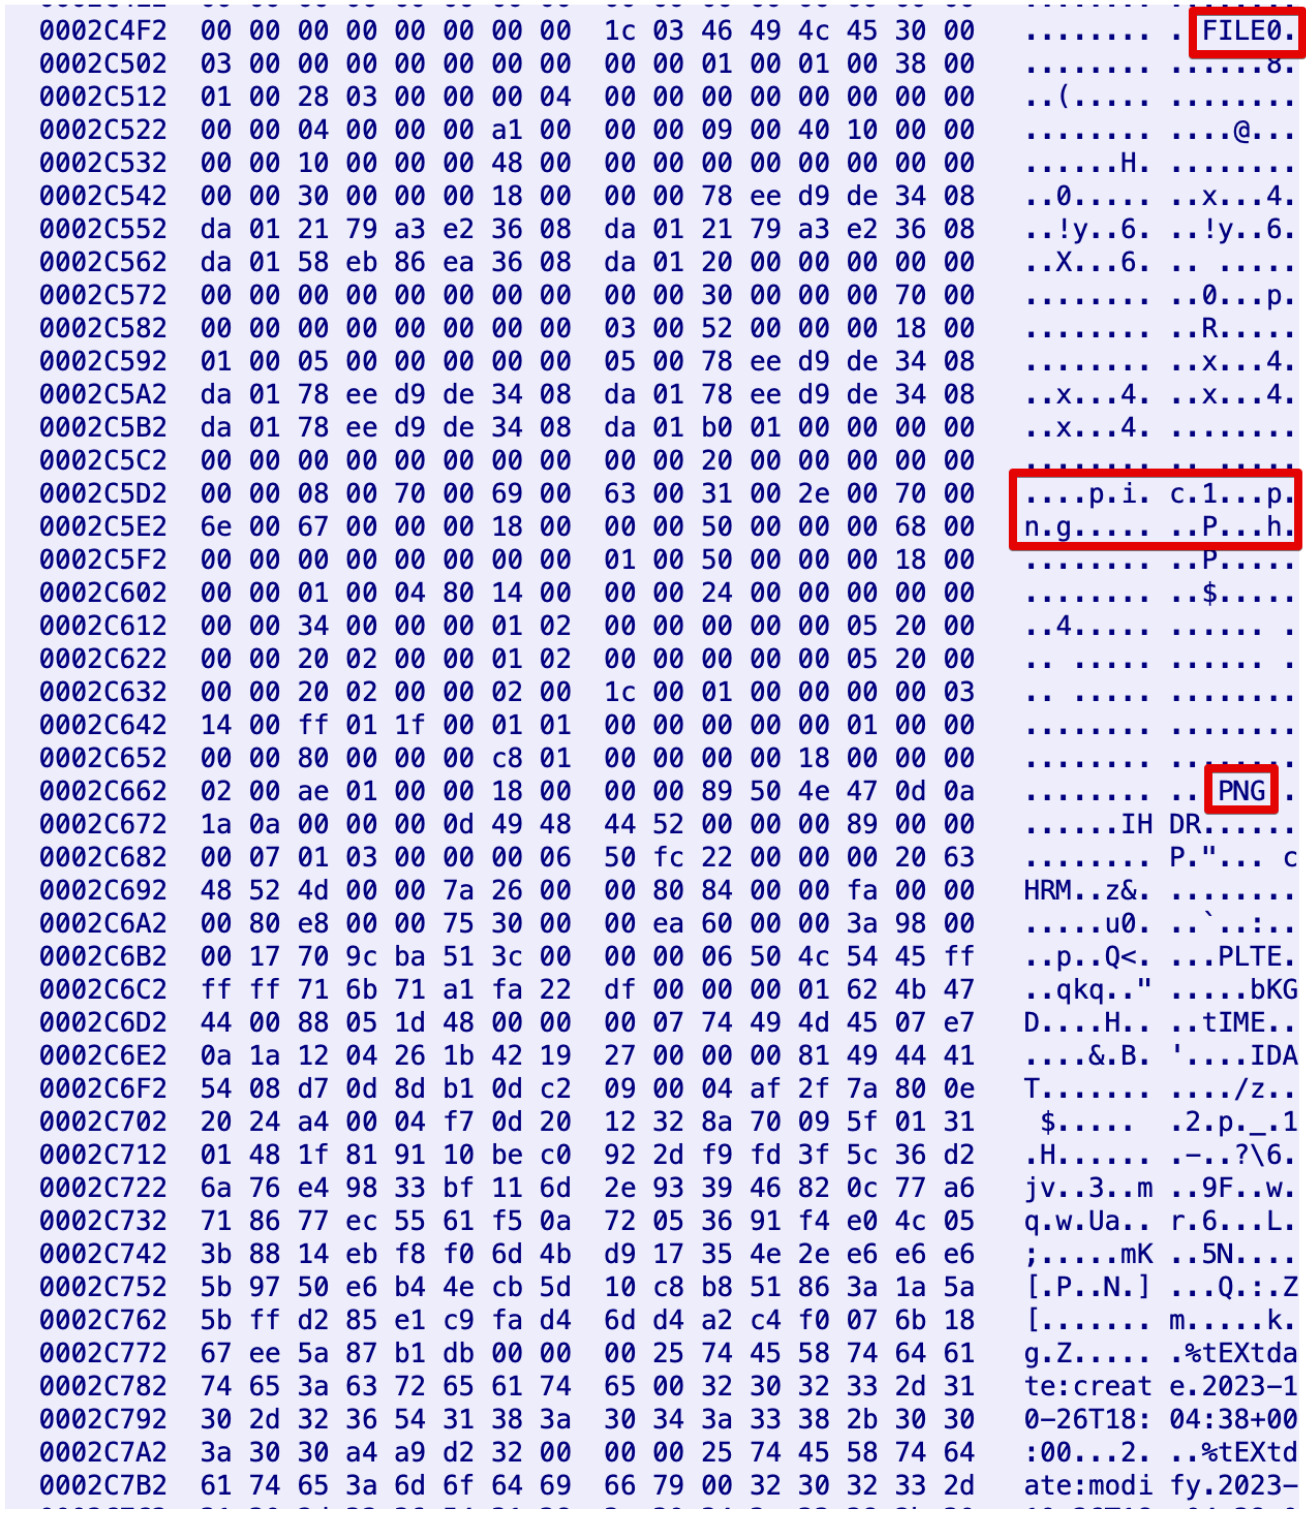 0002C4F2 00 00 00 00 00 00 00 00 1c 03 46 49 4c 45 30 00 ........ .FILE0.
0002C502 03 00 00 00 00 00 00 00 00 00 01 00 01 00 38 00 ........ ......8.
0002C512 01 00 28 03 00 00 00 04 00 00 00 00 00 00 00 00 ..(..... ........
0002C522 00 00 04 00 00 00 a1 00 00 00 09 00 40 10 00 00 ........ ....@...
0002C532 00 00 10 00 00 00 48 00 00 00 00 00 00 00 00 00 ......H. ........
0002C542 00 00 30 00 00 00 18 00 00 00 78 ee d9 de 34 08 ..0..... ..x...4.
0002C552 da 01 21 79 a3 e2 36 08 da 01 21 79 a3 e2 36 08 ..!y..6. ..!y..6.
0002C562 da 01 58 eb 86 ea 36 08 da 01 20 00 00 00 00 00 ..X...6. .. .....
0002C572 00 00 00 00 00 00 00 00 00 00 30 00 00 00 70 00 ........ ..0...p.
0002C582 00 00 00 00 00 00 00 00 03 00 52 00 00 00 18 00 ........ ..R.....
0002C592 01 00 05 00 00 00 00 00 05 00 78 ee d9 de 34 08 ........ ..x...4.
0002C5A2 da 01 78 ee d9 de 34 08 da 01 78 ee d9 de 34 08 ..x...4. ..x...4.
0002C5B2 da 01 78 ee d9 de 34 08 da 01 b0 01 00 00 00 00 ..x...4. ........
0002C5C2 00 00 00 00 00 00 00 00 00 00 20 00 00 00 00 00 ........ .. .....
0002C5D2 00 00 08 00 70 00 69 00 63 00 31 00 2e 00 70 00 ....p.i. c.1...p.
0002C5E2 6e 00 67 00 00 00 18 00 00 00 50 00 00 00 68 00 n.g..... ..P...h.
0002C5F2 00 00 00 00 00 00 00 00 01 00 50 00 00 00 18 00 ........ ..P.....
0002C602 00 00 01 00 04 80 14 00 00 00 24 00 00 00 00 00 ........ ..$.....
0002C612 00 00 34 00 00 00 01 02 00 00 00 00 00 05 20 00 ..4..... ...... .
0002C622 00 00 20 02 00 00 01 02 00 00 00 00 00 05 20 00 .. ..... ...... .
0002C632 00 00 20 02 00 00 02 00 1c 00 01 00 00 00 00 03 .. ..... ........
0002C642 14 00 ff 01 1f 00 01 01 00 00 00 00 00 01 00 00 ........ ........
0002C652 00 00 80 00 00 00 c8 01 00 00 00 00 18 00 00 00 ........ ........
0002C662 02 00 ae 01 00 00 18 00 00 00 89 50 4e 47 0d 0a ........ ...PNG..
0002C672 1a 0a 00 00 00 0d 49 48 44 52 00 00 00 89 00 00 ......IH DR......
0002C682 00 07 01 03 00 00 00 06 50 fc 22 00 00 00 20 63 ........ P."... c
0002C692 48 52 4d 00 00 7a 26 00 00 80 84 00 00 fa 00 00 HRM..z&. ........
0002C6A2 00 80 e8 00 00 75 30 00 00 ea 60 00 00 3a 98 00 .....u0. ..`..:..
0002C6B2 00 17 70 9c ba 51 3c 00 00 00 06 50 4c 54 45 ff ..p..Q<. ...PLTE.
0002C6C2 ff ff 71 6b 71 a1 fa 22 df 00 00 00 01 62 4b 47 ..qkq.." .....bKG
0002C6D2 44 00 88 05 1d 48 00 00 00 07 74 49 4d 45 07 e7 D....H.. ..tIME..
0002C6E2 0a 1a 12 04 26 1b 42 19 27 00 00 00 81 49 44 41 ....&.B. '....IDA
0002C6F2 54 08 d7 0d 8d b1 0d c2 09 00 04 af 2f 7a 80 0e T....... ..../z..
0002C702 20 24 a4 00 04 f7 0d 20 12 32 8a 70 09 5f 01 31  $..... .2.p._.1
0002C712 01 48 1f 81 91 10 be c0 92 2d f9 fd 3f 5c 36 d2 .H...... .-..?\6.
0002C722 6a 76 e4 98 33 bf 11 6d 2e 93 39 46 82 0c 77 a6 jv..3..m ..9F..w.
0002C732 71 86 77 ec 55 61 f5 0a 72 05 36 91 f4 e0 4c 05 q.w.Ua.. r.6...L.
0002C742 3b 88 14 eb f8 f0 6d 4b d9 17 35 4e 2e e6 e6 e6 ;.....mK ..5N....
0002C752 5b 97 50 e6 b4 4e cb 5d 10 c8 b8 51 86 3a 1a 5a [.P..N.] ...Q.:.Z
0002C762 5b ff d2 85 e1 c9 fa d4 6d d4 a2 c4 f0 07 6b 18 [....... m.....k.
0002C772 67 ee 5a 87 b1 db 00 00 00 25 74 45 58 74 64 61 g.Z..... .%tEXtda
0002C782 74 65 3a 63 72 65 61 74 65 00 32 30 32 33 2d 31 te:creat e.2023-1
0002C792 30 2d 32 36 54 31 38 3a 30 34 3a 33 38 2b 30 30 0-26T18: 04:38+00
0002C7A2 3a 30 30 a4 a9 d2 32 00 00 00 25 74 45 58 74 64 :00...2. ..%tEXtd
0002C7B2 61 74 65 3a 6d 6f 64 69 66 79 00 32 30 32 33 2d ate:modi fy.2023-